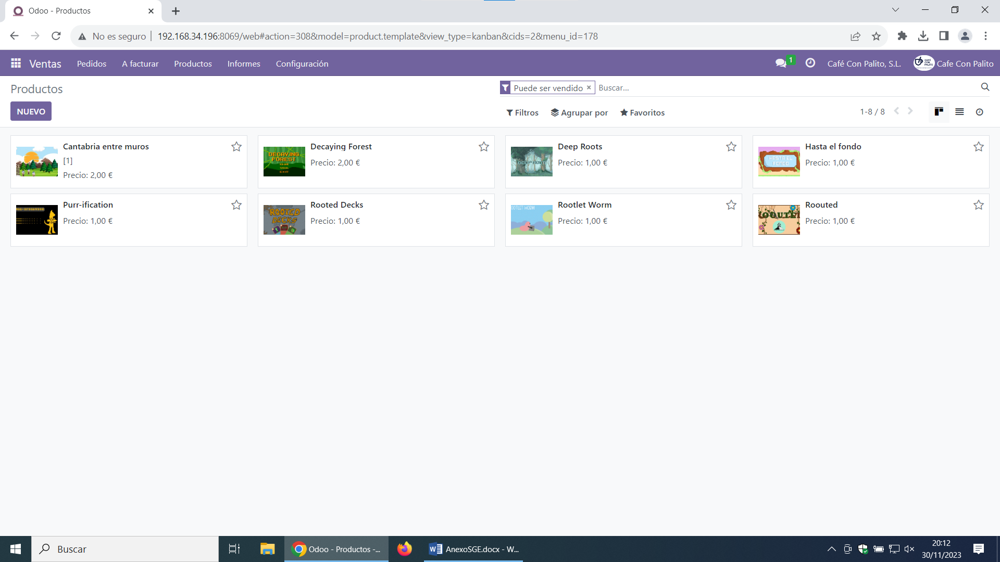 Odoo - Productos
No es seguro
192.168.34.196:8069/web#action=308&model=product.template&view_type=kanban&cids=2&menu_id=178
Ventas Pedidos A facturar Productos Informes Configuración
1 Café Con Palito, S.L. Cafe Con Palito
Productos
Puede ser vendido × Buscar...
NUEVO
Filtros Agrupar por Favoritos 1-8 / 8
Cantabria entre muros
[1]
Precio: 2,00 €
DECAYING FOREST
EXIT
Decaying Forest
Precio: 2,00 €
Deep Roots
Precio: 1,00 €
Hasta el fondo
Precio: 1,00 €
Purr-ification
Precio: 1,00 €
ROOTED DECKS
Rooted Decks
Precio: 1,00 €
Rootlet Worm
Precio: 1,00 €
Roouted
Precio: 1,00 €
Buscar
Odoo - Productos -...
AnexoSGE.docx - W...
20:12
30/11/2023